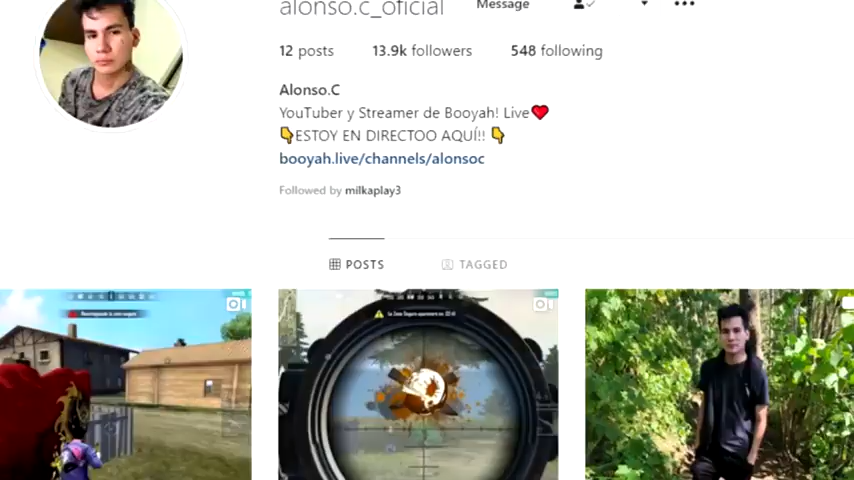 alonso.c_oficial Message
12 posts 13.9k followers 548 following
Alonso.C
YouTuber y Streamer de Booyah! Live❤️
👇ESTOY EN DIRECTOO AQUÍ!! 👇
booyah.live/channels/alonsoc
Followed by milkaplay3
POSTS TAGGED